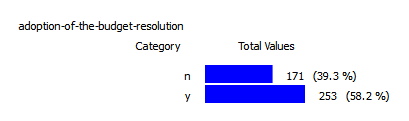 adoption-of-the-budget-resolution
Category Total Values
n 171 (39.3 %)
y 253 (58.2 %)